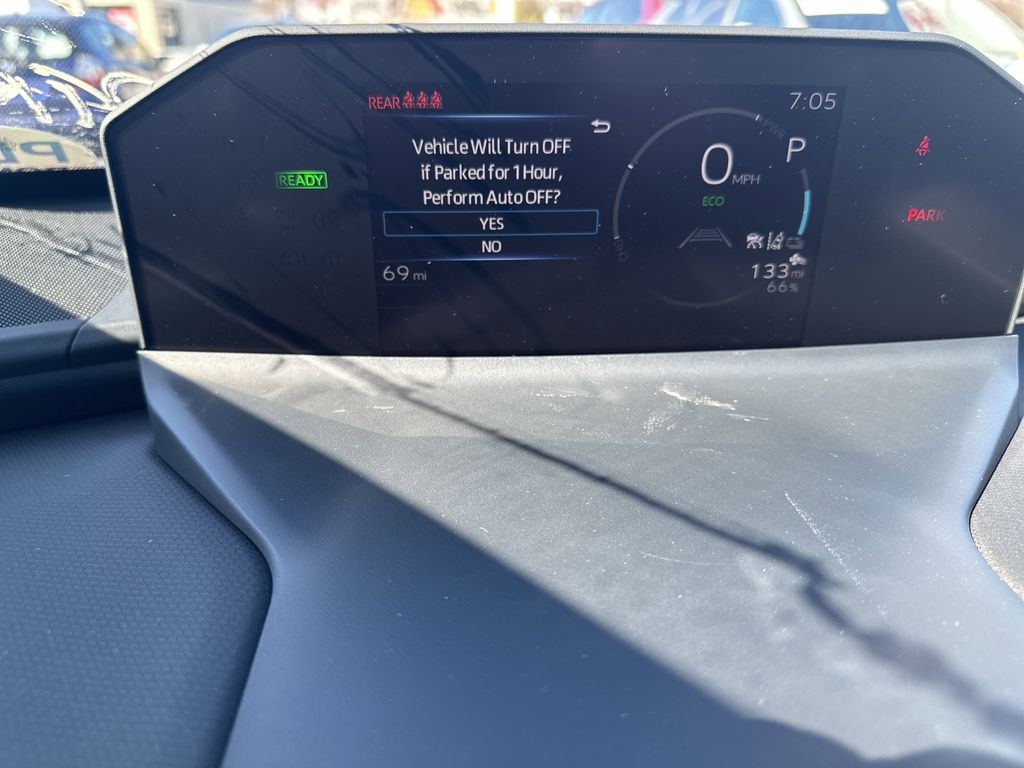 REAR
7:05
Vehicle Will Turn OFF
if Parked for 1 Hour,
Perform Auto OFF?
YES
NO
READY
0 MPH
P
ECO
PARK
69 mi
133 mi
66%